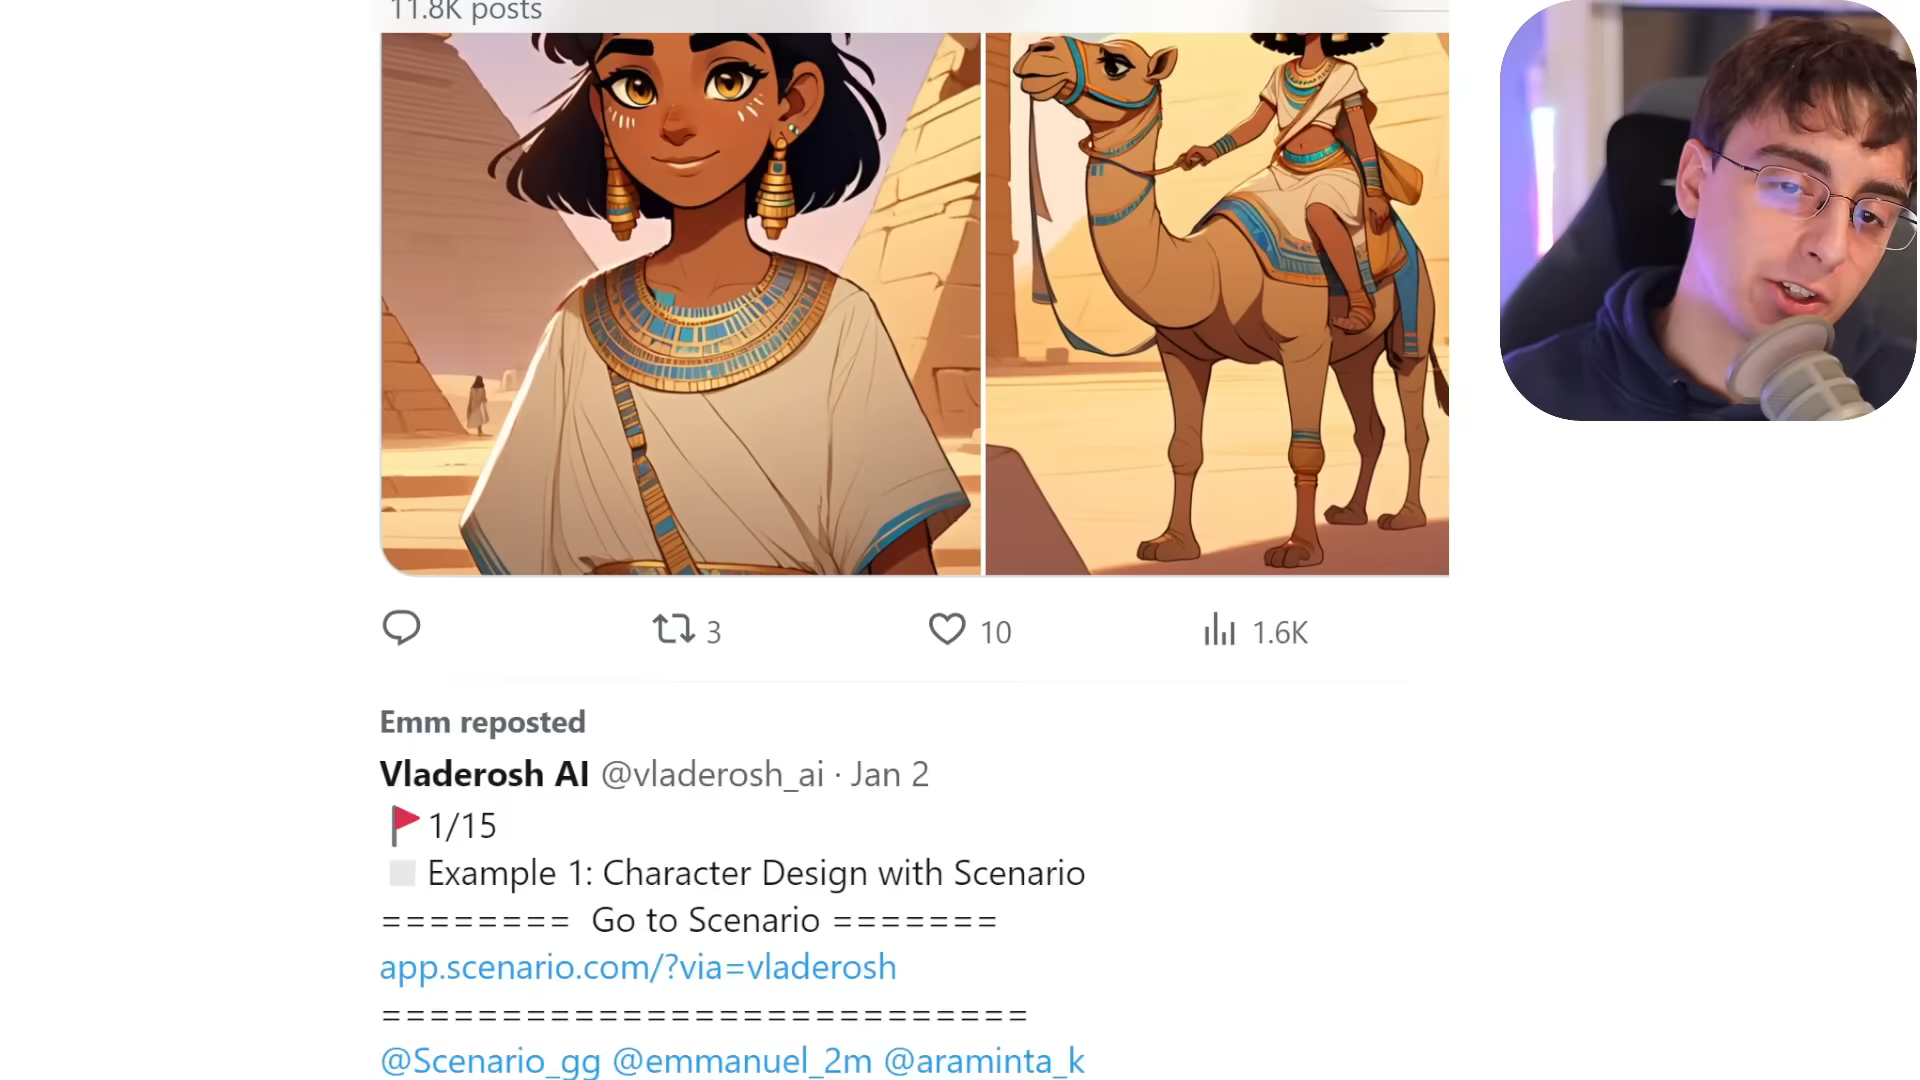 11.8K posts
3 10 1.6K
Emm reposted
Vladerosh AI @vladerosh_ai · Jan 2
🚩1/15
◻️Example 1: Character Design with Scenario
======== Go to Scenario =======
app.scenario.com/?via=vladerosh
===========================
@Scenario_gg @emmanuel_2m @araminta_k